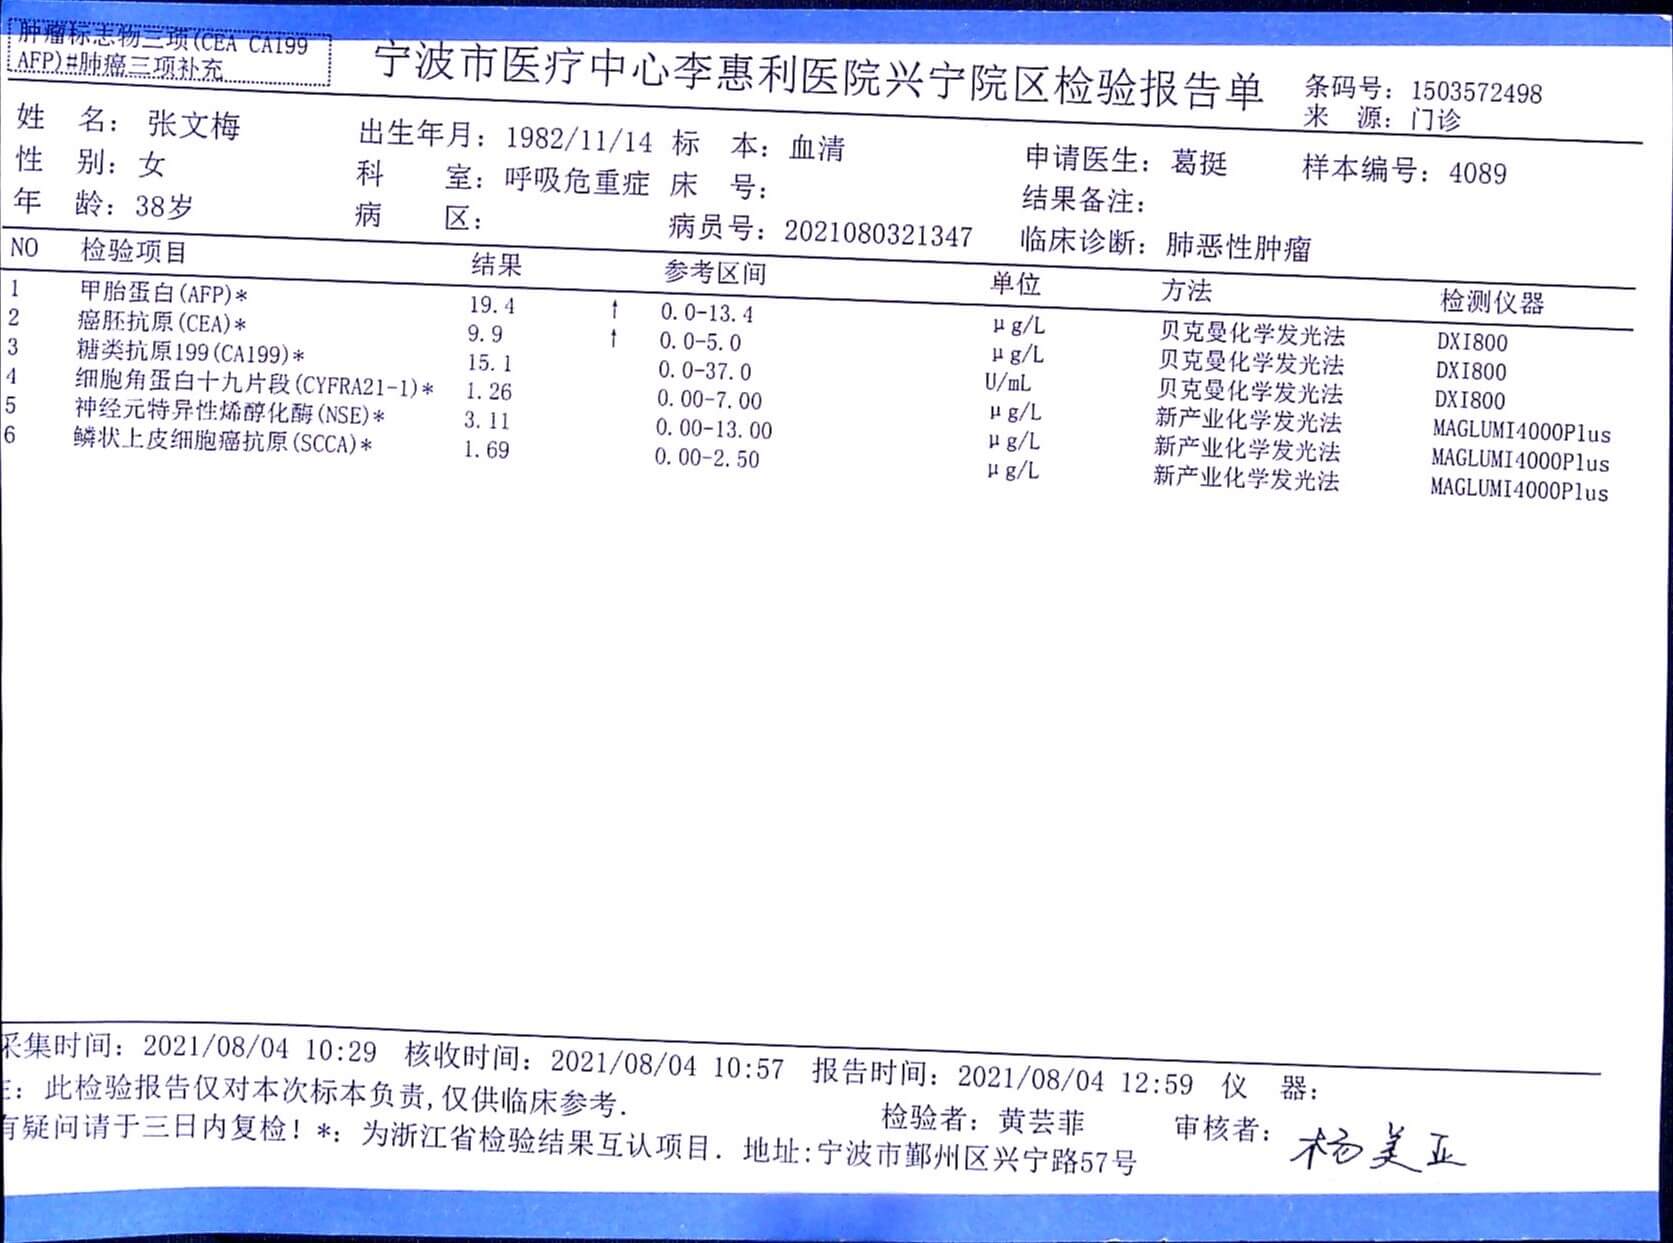 肿瘤标志物三项(CEA CA199
AFP)#肺癌三项补充
宁波市医疗中心李惠利医院兴宁院区检验报告单
条码号: 1503572498
来 源: 门诊
姓 名: 张文梅 出生年月: 1982/11/14 标 本: 血清 申请医生: 葛挺 样本编号: 4089
性 别: 女 科 室: 呼吸危重症 床 号: 结果备注:
年 龄: 38岁 病 区: 病员号: 2021080321347 临床诊断: 肺恶性肿瘤
NO 检验项目 结果 参考区间 单位 方法 检测仪器
1 甲胎蛋白(AFP)* 19.4 ↑ 0.0-13.4 μg/L 贝克曼化学发光法 DXI800
2 癌胚抗原(CEA)* 9.9 ↑ 0.0-5.0 μg/L 贝克曼化学发光法 DXI800
3 糖类抗原199(CA199)* 15.1 0.0-37.0 U/mL 贝克曼化学发光法 DXI800
4 细胞角蛋白十九片段(CYFRA21-1)* 1.26 0.00-7.00 μg/L 新产业化学发光法 MAGLUMI4000Plus
5 神经元特异性烯醇化酶(NSE)* 3.11 0.00-13.00 μg/L 新产业化学发光法 MAGLUMI4000Plus
6 鳞状上皮细胞癌抗原(SCCA)* 1.69 0.00-2.50 μg/L 新产业化学发光法 MAGLUMI4000Plus
采集时间: 2021/08/04 10:29 核收时间: 2021/08/04 10:57 报告时间: 2021/08/04 12:59 仪 器:
注: 此检验报告仅对本次标本负责,仅供临床参考. 检验者: 黄芸菲 审核者: 杨美亚
有疑问请于三日内复检! *: 为浙江省检验结果互认项目. 地址:宁波市鄞州区兴宁路57号